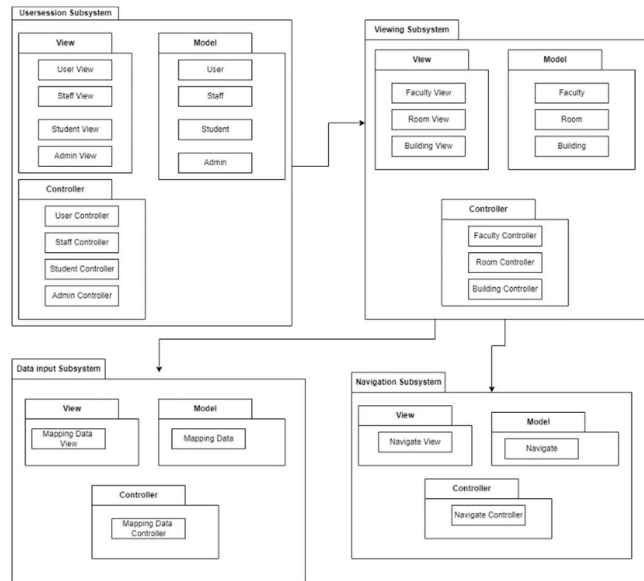 Usersession Subsystem
View
User View
Staff View
Student View
Admin View
Model
User
Staff
Student
Admin
Controller
User Controller
Staff Controller
Student Controller
Admin Controller
Viewing Subsystem
View
Faculty View
Room View
Building View
Model
Faculty
Room
Building
Controller
Faculty Controller
Room Controller
Building Controller
Data input Subsystem
View
Mapping Data
View
Model
Mapping Data
Controller
Mapping Data
Controller
Navigation Subsystem
View
Navigate View
Model
Navigate
Controller
Navigate Controller